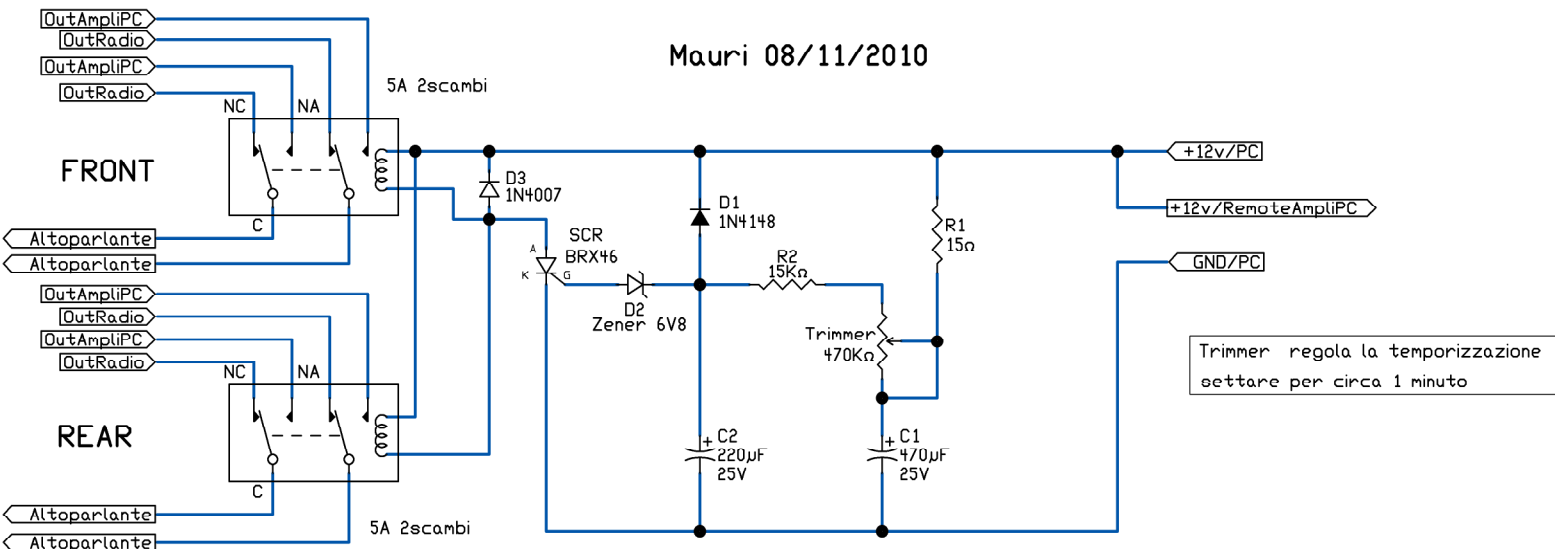 OutAmpliPC
OutRadio
OutAmpliPC
OutRadio
Mauri 08/11/2010
5A 2scambi
NC
NA
FRONT
C
Altoparlante
Altoparlante
D3
1N4007
D1
1N4148
R1
15Ω
+12v/PC
+12v/RemoteAmpliPC
GND/PC
SCR
BRX46
A
K
G
D2
Zener 6V8
R2
15KΩ
Trimmer
470KΩ
OutAmpliPC
OutRadio
OutAmpliPC
OutRadio
NC
NA
REAR
C
Altoparlante
Altoparlante
5A 2scambi
+ C2
220µF
25V
+ C1
470µF
25V
Trimmer regola la temporizzazione
settare per circa 1 minuto